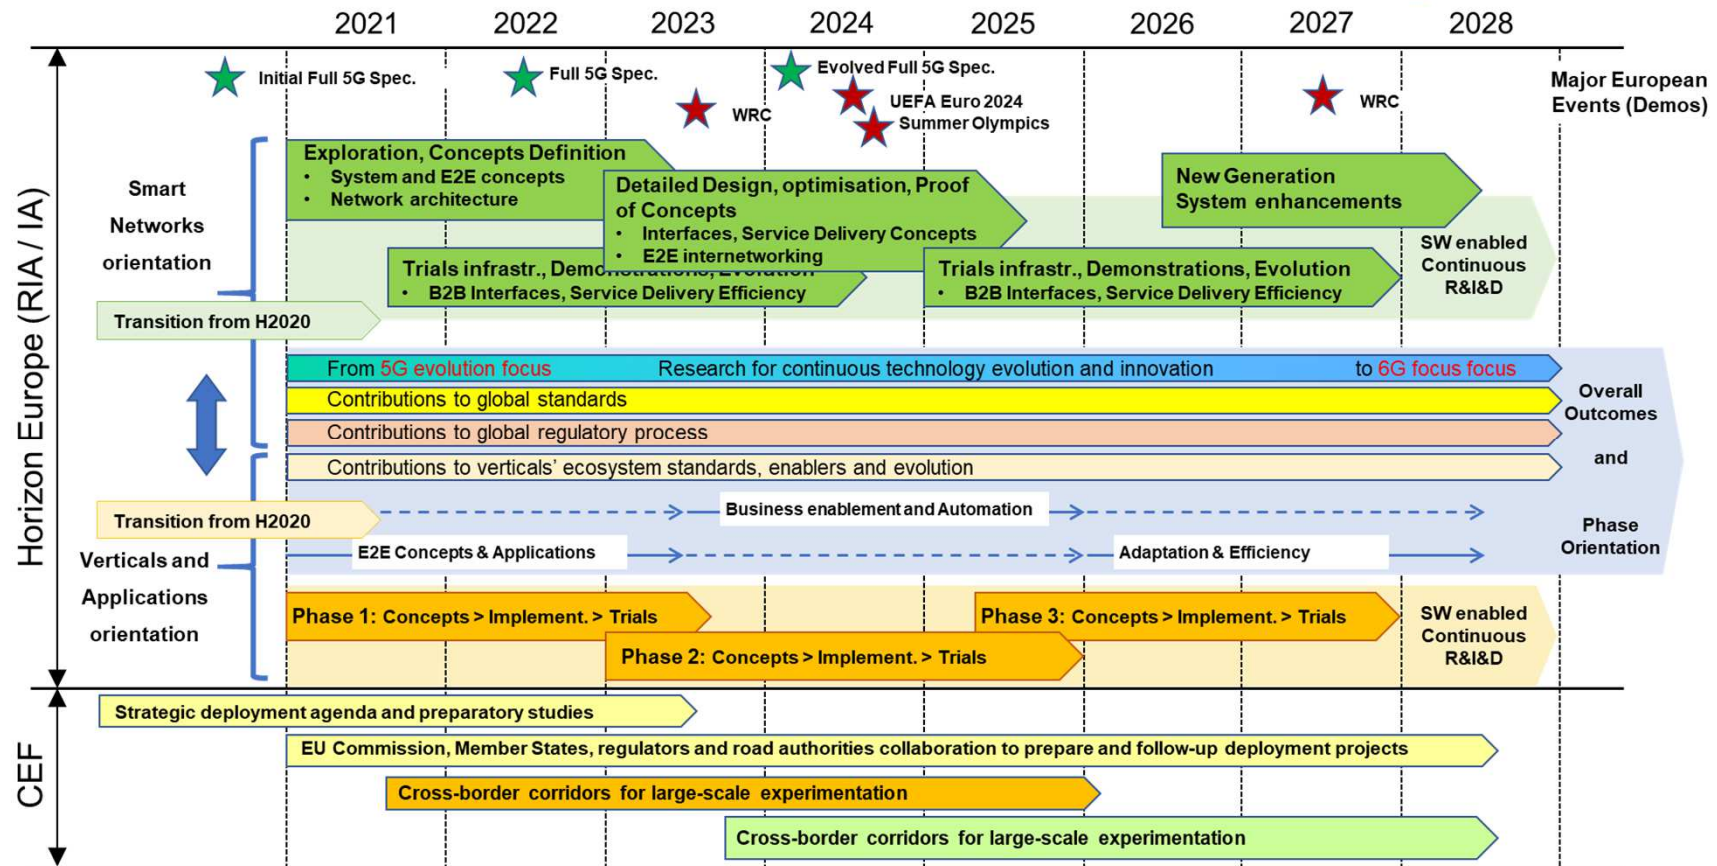 2021 2022 2023 2024 2025 2026 2027 2028
Initial Full 5G Spec.
Full 5G Spec.
Evolved Full 5G Spec.
WRC
UEFA Euro 2024
Summer Olympics
WRC
Major European
Events (Demos)
Horizon Europe (RIA / IA)
Smart
Networks
orientation
Exploration, Concepts Definition
• System and E2E concepts
• Network architecture
Detailed Design, optimisation, Proof
of Concepts
• Interfaces, Service Delivery Concepts
• E2E internetworking
New Generation
System enhancements
Trials infrastr., Demonstrations, Evolution
• B2B Interfaces, Service Delivery Efficiency
Trials infrastr., Demonstrations, Evolution
• B2B Interfaces, Service Delivery Efficiency
SW enabled
Continuous
R&I&D
Transition from H2020
From 5G evolution focus Research for continuous technology evolution and innovation to 6G focus focus
Contributions to global standards
Contributions to global regulatory process
Contributions to verticals' ecosystem standards, enablers and evolution
Overall
Outcomes
and
Phase
Orientation
Transition from H2020
Business enablement and Automation
E2E Concepts & Applications
Adaptation & Efficiency
Verticals and
Applications
orientation
Phase 1: Concepts > Implement. > Trials
Phase 2: Concepts > Implement. > Trials
Phase 3: Concepts > Implement. > Trials
SW enabled
Continuous
R&I&D
CEF
Strategic deployment agenda and preparatory studies
EU Commission, Member States, regulators and road authorities collaboration to prepare and follow-up deployment projects
Cross-border corridors for large-scale experimentation
Cross-border corridors for large-scale experimentation